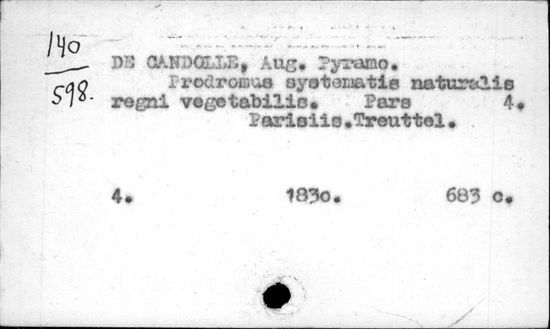 140
598.
DE CANDOLLE, Aug. Pyramo.
Prodromus systematis naturalis
regni vegetabilis. Pars 4.
Parisiis.Treuttel.
4. 1830. 683 c.